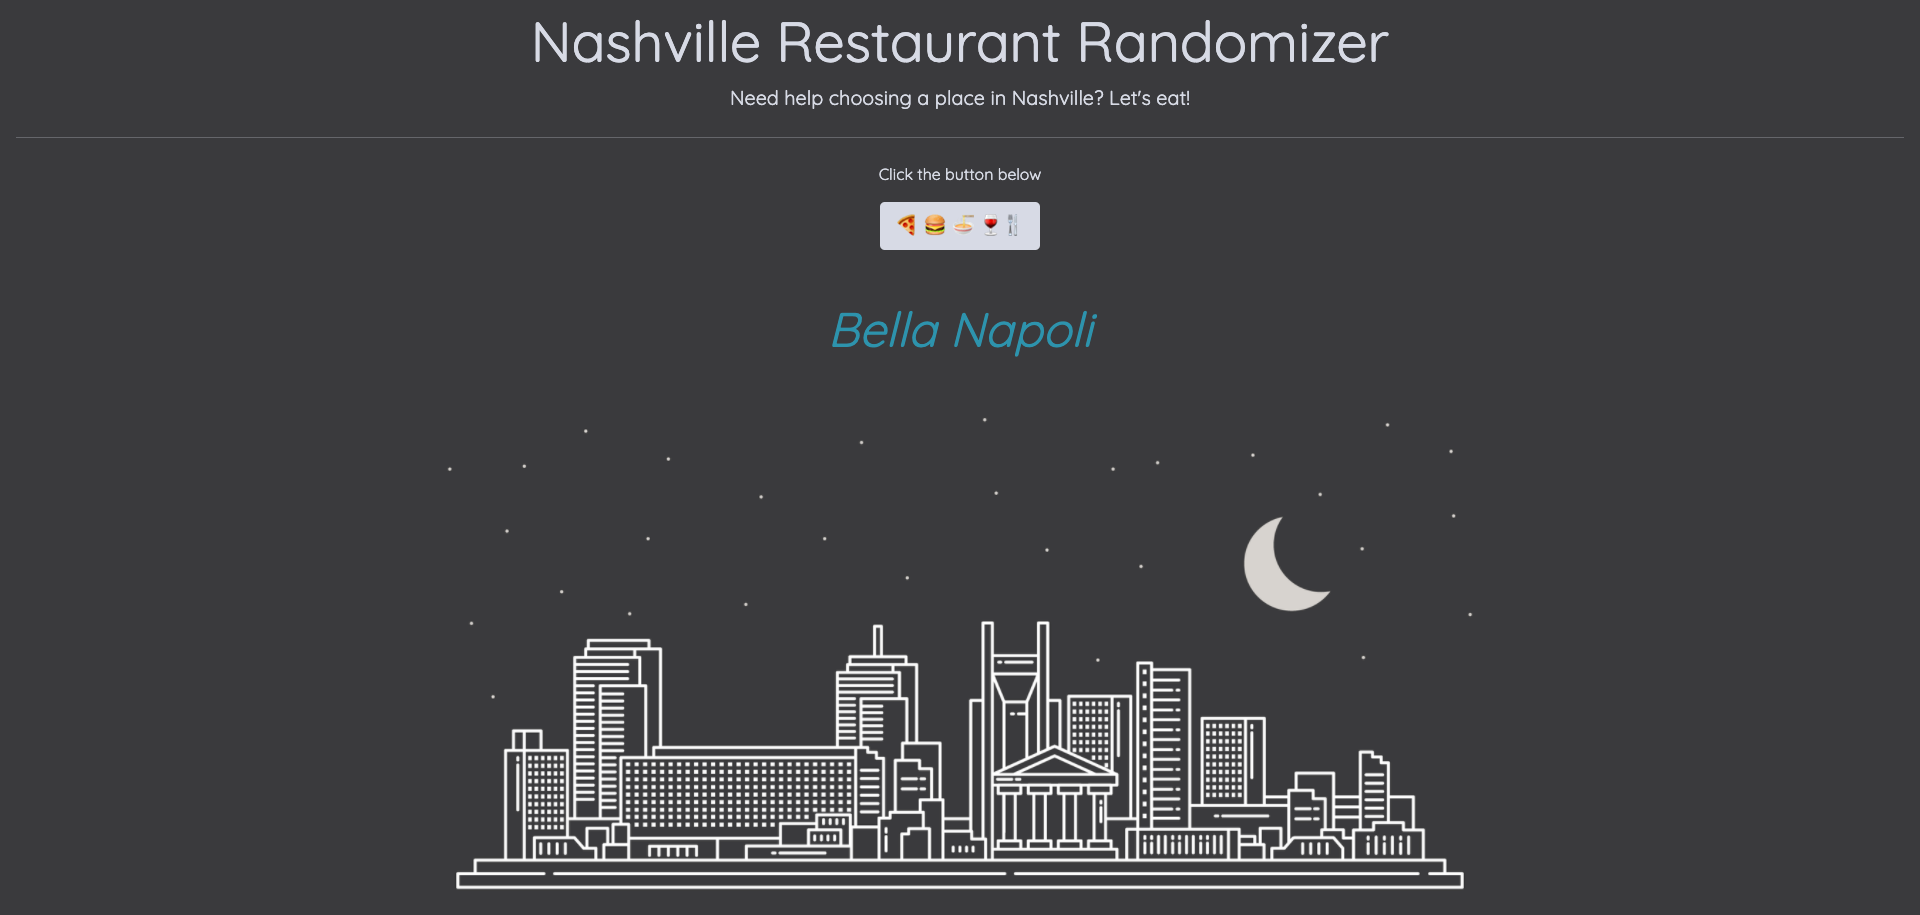 Nashville Restaurant Randomizer
Need help choosing a place in Nashville? Let's eat!
Click the button below
🍕 🍔 🍜 🍷 🍴
Bella Napoli